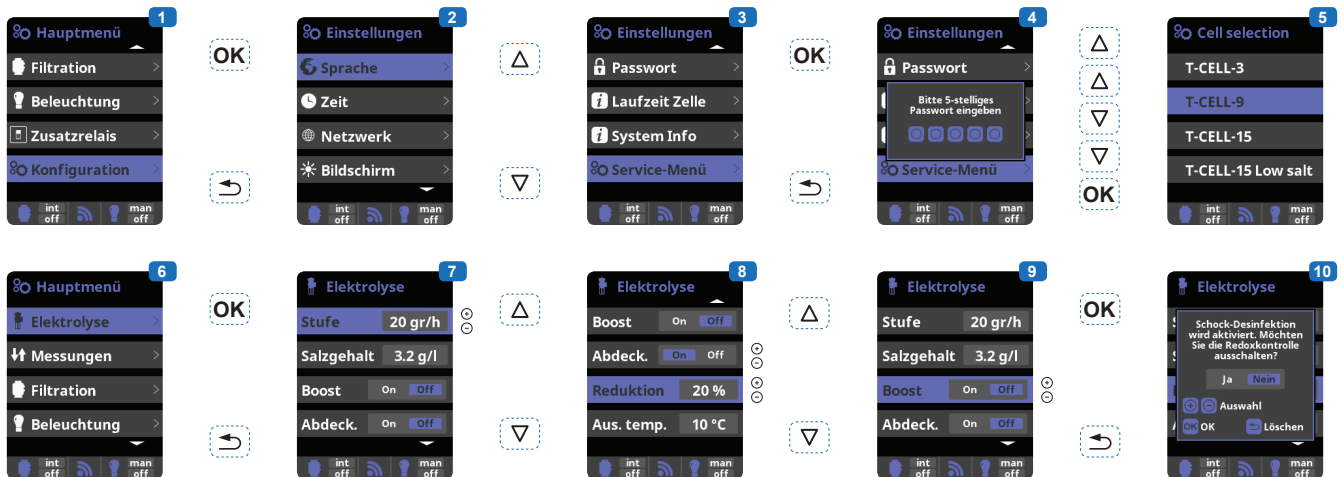 1
Hauptmenü
Filtration
Beleuchtung
Zusatzrelais
Konfiguration
int
off
man
off
OK
2
Einstellungen
Sprache
Zeit
Netzwerk
Bildschirm
int
off
man
off
3
Einstellungen
Passwort
Laufzeit Zelle
System Info
Service-Menü
int
off
man
off
OK
4
Einstellungen
Passwort
Bitte 5-stelliges
Passwort eingeben
Service-Menü
int
off
man
off
OK
5
Cell selection
T-CELL-3
T-CELL-9
T-CELL-15
T-CELL-15 Low salt
int
off
man
off
6
Hauptmenü
Elektrolyse
Messungen
Filtration
Beleuchtung
int
off
man
off
OK
7
Elektrolyse
Stufe 20 gr/h
Salzgehalt 3.2 g/l
Boost On Off
Abdeck. On Off
int
off
man
off
8
Elektrolyse
Boost On Off
Abdeck. On Off
Reduktion 20 %
Aus. temp. 10 °C
int
off
man
off
9
Elektrolyse
Stufe 20 gr/h
Salzgehalt 3.2 g/l
Boost On Off
Abdeck. On Off
int
off
man
off
OK
10
Elektrolyse
Schock-Desinfektion
wird aktiviert. Möchten
Sie die Redoxkontrolle
ausschalten?
Ja Nein
Auswahl
OK OK Löschen
int
off
man
off